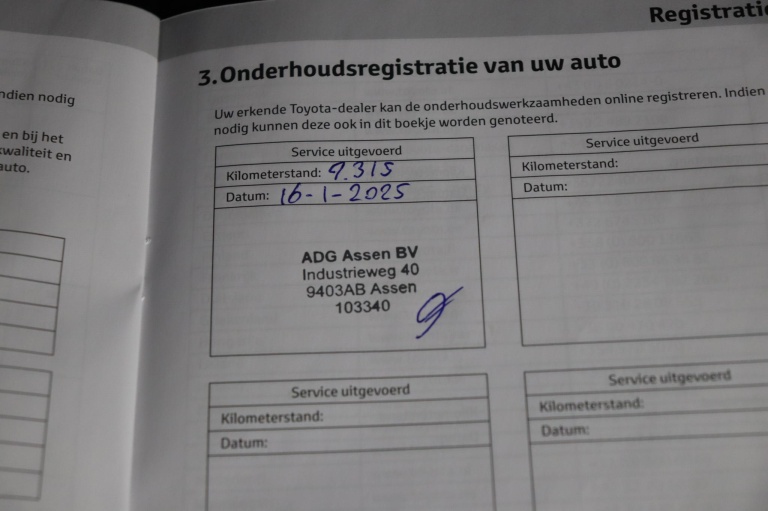 Registratie
ndien nodig
en bij het
kwaliteit en
auto.
3. Onderhoudsregistratie van uw auto
Uw erkende Toyota-dealer kan de onderhoudswerkzaamheden online registreren. Indien
nodig kunnen deze ook in dit boekje worden genoteerd.
Service uitgevoerd
Kilometerstand: 9.315
Datum: 16-1-2025
ADG Assen BV
Industrieweg 40
9403AB Assen
103340
Service uitgevoerd
Kilometerstand:
Datum:
Service uitgevoerd
Kilometerstand:
Datum:
Service uitgevoerd
Kilometerstand:
Datum: